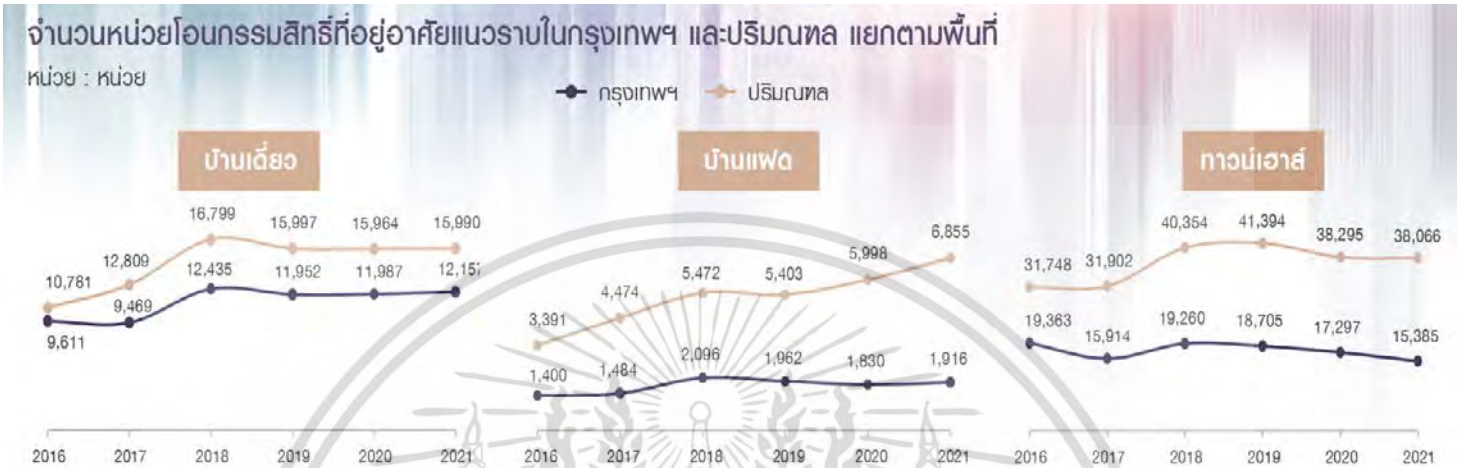 จำนวนหน่วยโอนกรรมสิทธิ์ที่อยู่อาศัยแนวราบในกรุงเทพฯ และปริมณฑล แยกตามพื้นที่
หน่วย : หน่วย
กรุงเทพฯ ปริมณฑล
บ้านเดี่ยว
16,799 15,997 15,964 15,990
12,809
10,781
12,435 11,952 11,987
9,469
9,611
2016 2017 2018 2019 2020 2021
บ้านแฝด
6,855
5,998
5,472 5,403
4,474
3,391
2,096 1,962 1,830 1,916
1,400 1,484
2016 2017 2018 2019 2020 2021
ทาวน์เฮาส์
40,354 41,394 38,295 38,066
31,748 31,902
19,363 15,914 19,260 18,705 17,297 15,385
2016 2017 2018 2019 2020 2021